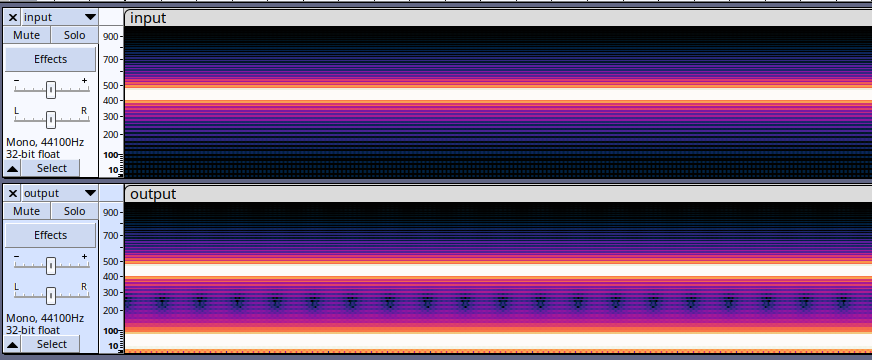 input
input
Mute Solo
Effects
- +
L R
Mono, 44100Hz
32-bit float
Select
900
700
500
400
300
200
100
10
output
output
Mute Solo
Effects
- +
L R
Mono, 44100Hz
32-bit float
Select
900
700
500
400
300
200
100
10